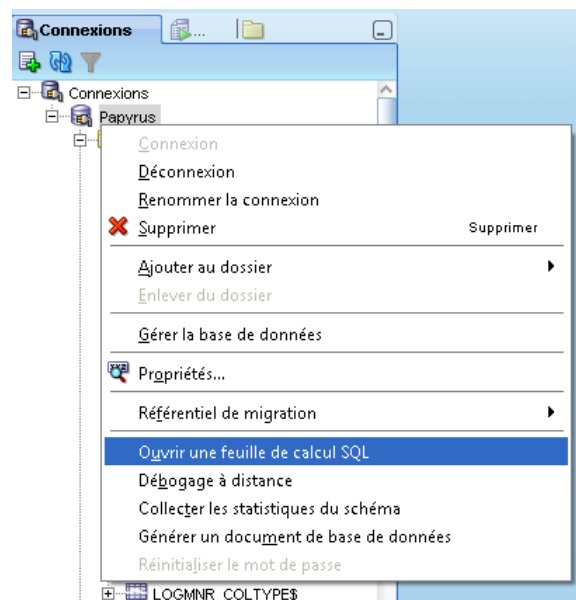 Connexions ...
Connexions
Papyrus
Connexion
Déconnexion
Renommer la connexion
Supprimer Supprimer
Ajouter au dossier
Enlever du dossier
Gérer la base de données
Propriétés...
Référentiel de migration
Ouvrir une feuille de calcul SQL
Débogage à distance
Collecter les statistiques du schéma
Générer un document de base de données
Réinitialiser le mot de passe
LOGMNR_COLTYPE$